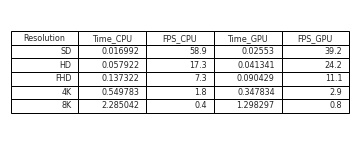 Resolution Time_CPU FPS_CPU Time_GPU FPS_GPU
SD 0.016992 58.9 0.02553 39.2
HD 0.057922 17.3 0.041341 24.2
FHD 0.137322 7.3 0.090429 11.1
4K 0.549783 1.8 0.347834 2.9
8K 2.285042 0.4 1.298297 0.8